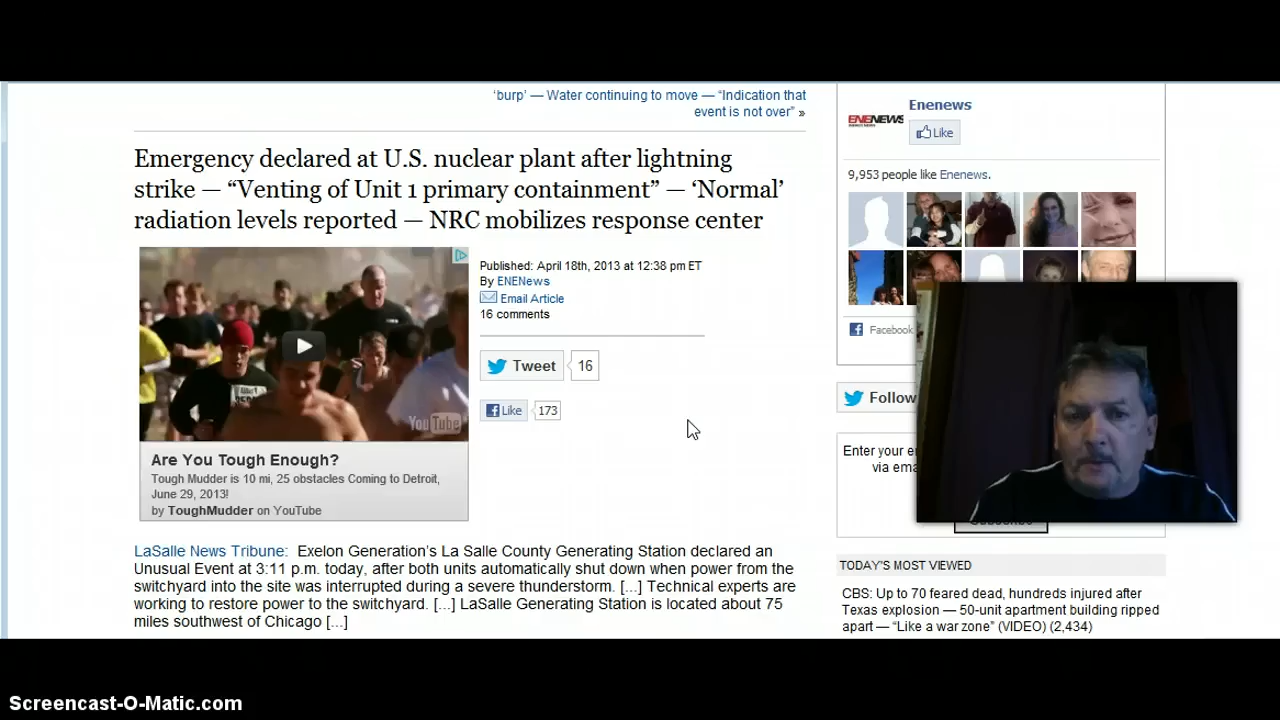 'burp' — Water continuing to move — “Indication that
event is not over” »
Emergency declared at U.S. nuclear plant after lightning
strike — “Venting of Unit 1 primary containment” — ‘Normal’
radiation levels reported — NRC mobilizes response center
YouTube
Are You Tough Enough?
Tough Mudder is 10 mi, 25 obstacles Coming to Detroit,
June 29, 2013!
by ToughMudder on YouTube
Published: April 18th, 2013 at 12:38 pm ET
By ENENews
Email Article
16 comments
Tweet 16
Like 173
LaSalle News Tribune: Exelon Generation’s La Salle County Generating Station declared an
Unusual Event at 3:11 p.m. today, after both units automatically shut down when power from the
switchyard into the site was interrupted during a severe thunderstorm. [...] Technical experts are
working to restore power to the switchyard. [...] LaSalle Generating Station is located about 75
miles southwest of Chicago [...]
ENENEWS
Enenews
Like
9,953 people like Enenews.
Facebook
Follow
Enter your
via
TODAY'S MOST VIEWED
CBS: Up to 70 feared dead, hundreds injured after
Texas explosion — 50-unit apartment building ripped
apart — “Like a war zone” (VIDEO) (2,434)
Screencast-O-Matic.com